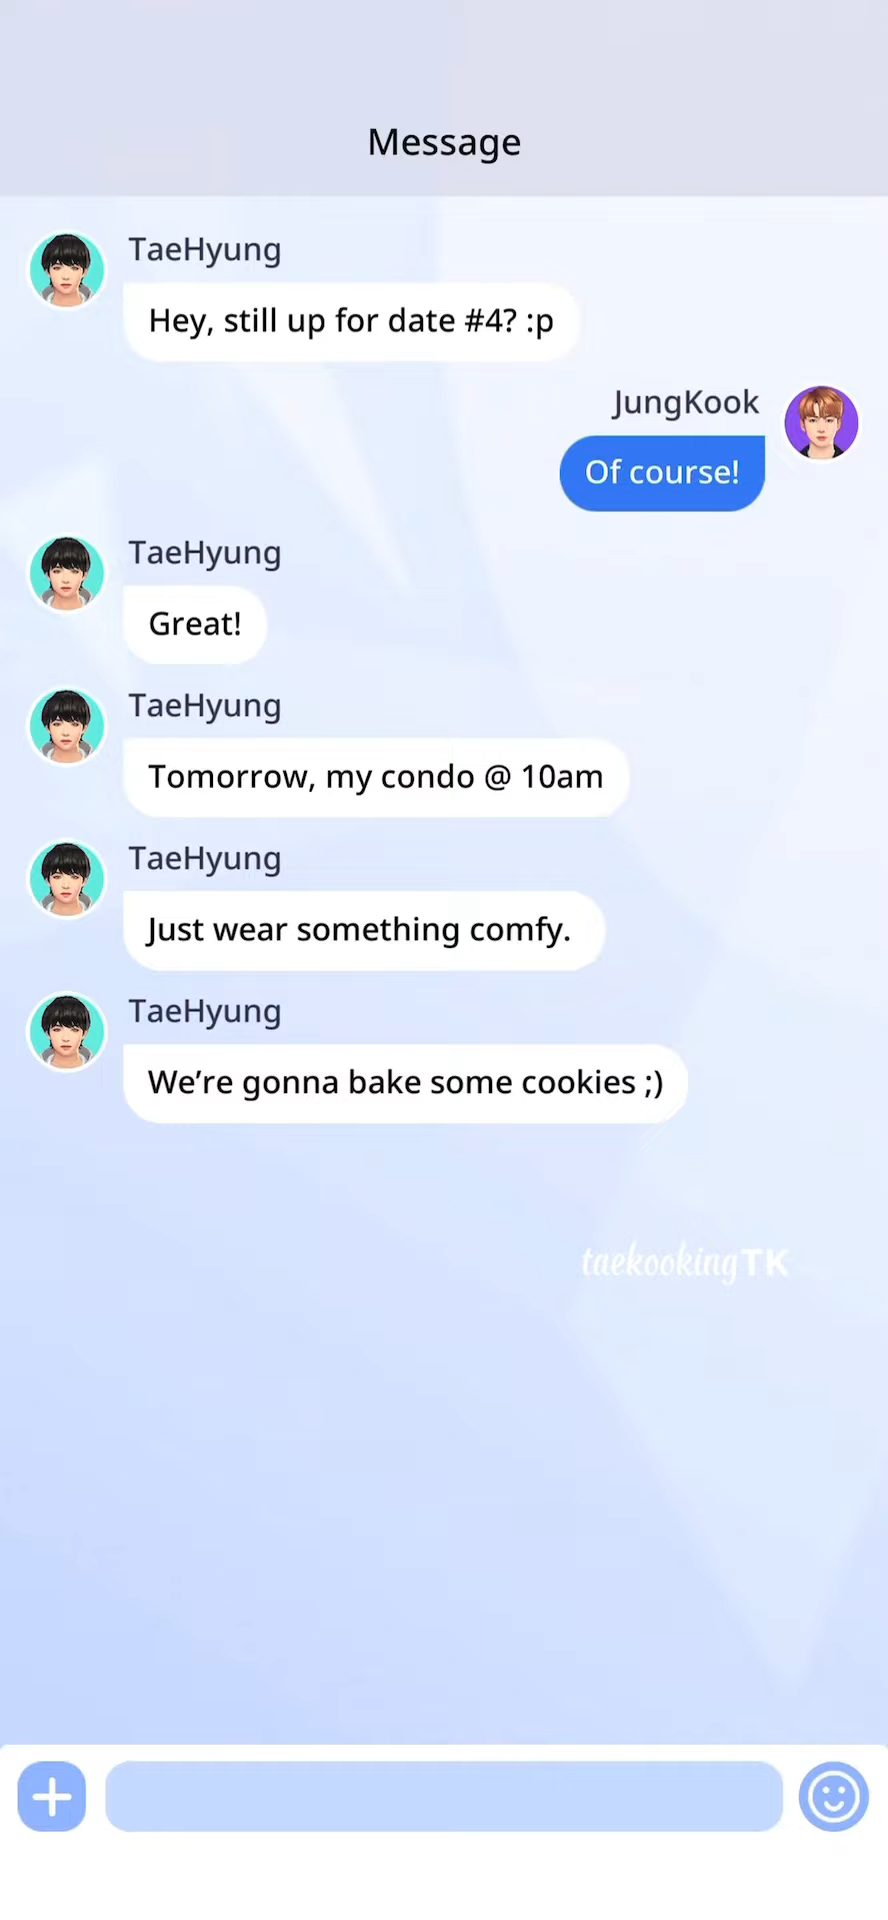 Message
TaeHyung
Hey, still up for date #4? :p
JungKook
Of course!
TaeHyung
Great!
TaeHyung
Tomorrow, my condo @ 10am
TaeHyung
Just wear something comfy.
TaeHyung
We’re gonna bake some cookies ;)
taekookingTK